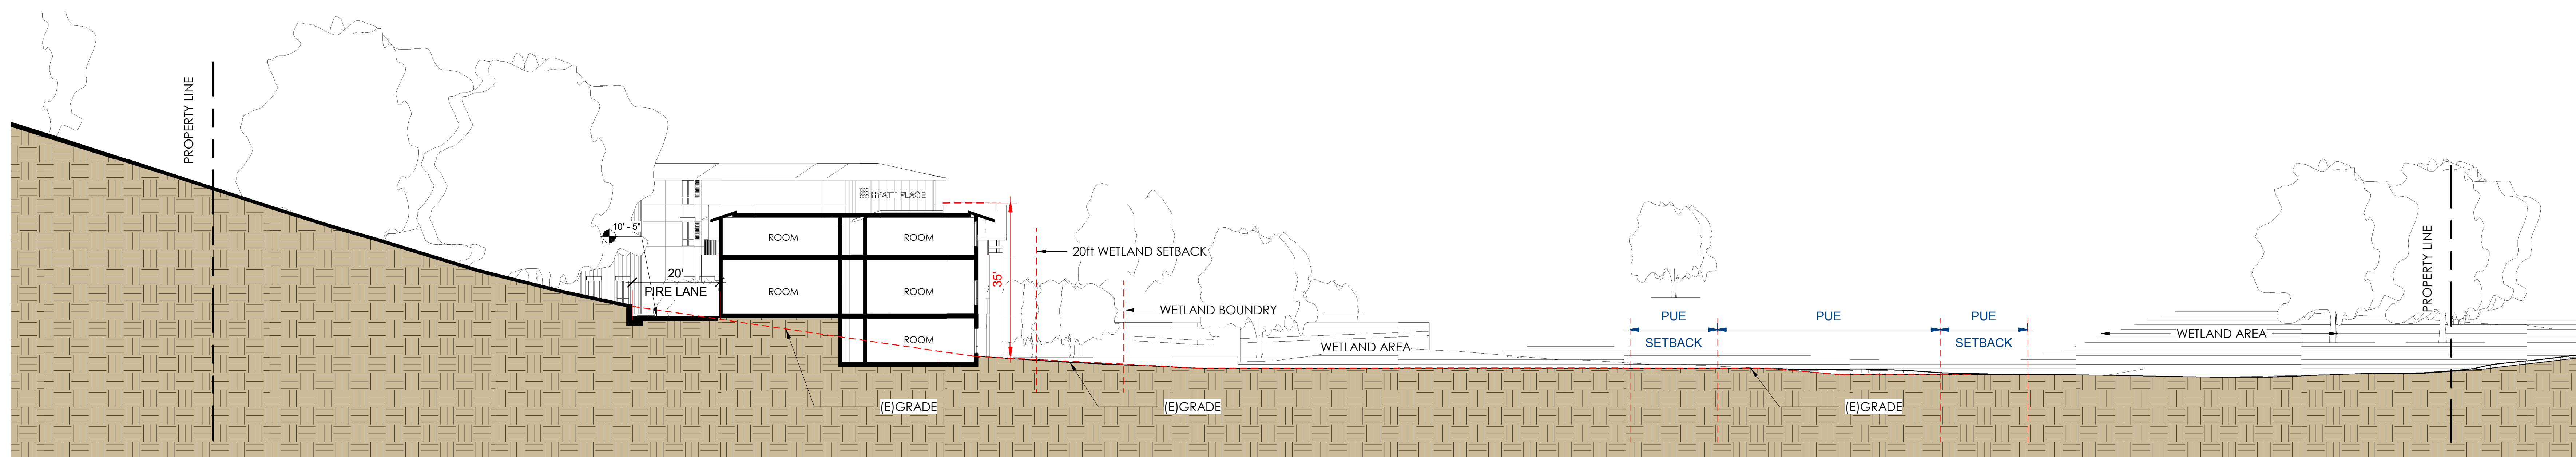 PROPERTY LINE
HYATT PLACE
10' - 5"
20'
FIRE LANE
ROOM
ROOM
ROOM
ROOM
ROOM
35'
20ft WETLAND SETBACK
WETLAND BOUNDRY
WETLAND AREA
PUE
SETBACK
PUE
PUE
SETBACK
WETLAND AREA
PROPERTY LINE
(E)GRADE
(E)GRADE
(E)GRADE